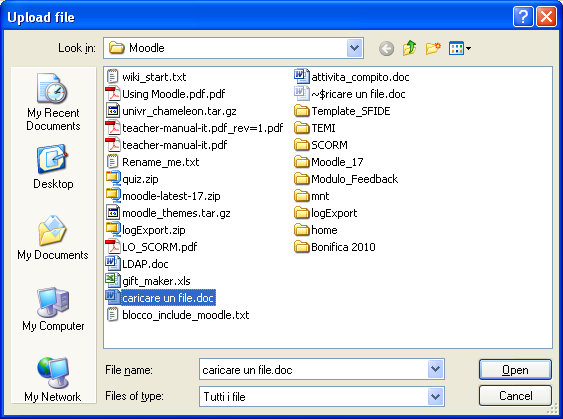 Upload file
Look in:
Moodle
My Recent
Documents
Desktop
My Documents
My Computer
My Network
wiki_start.txt
Using Moodle.pdf.pdf
univr_chameleon.tar.gz
teacher-manual-it.pdf_rev=1.pdf
teacher-manual-it.pdf
Rename_me.txt
quiz.zip
moodle-latest-17.zip
moodle_themes.tar.gz
logExport.zip
LO_SCORM.pdf
LDAP.doc
gift_maker.xls
caricare un file.doc
blocco_include_moodle.txt
attivita_compito.doc
~$ricare un file.doc
Template_SFIDE
TEMI
SCORM
Moodle_17
Modulo_Feedback
mnt
logExport
home
Bonifica 2010
File name:
caricare un file.doc
Open
Files of type:
Tutti i file
Cancel